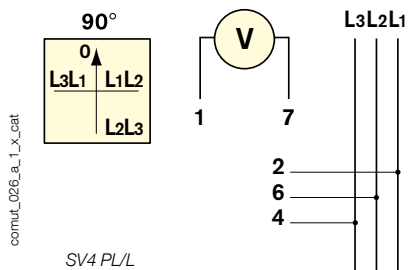 90°
0
L3L1 L1L2
L2L3
V
1 7
L3L2L1
2
6
4
comut_026_a_1_x_cat
SV4 PL/L